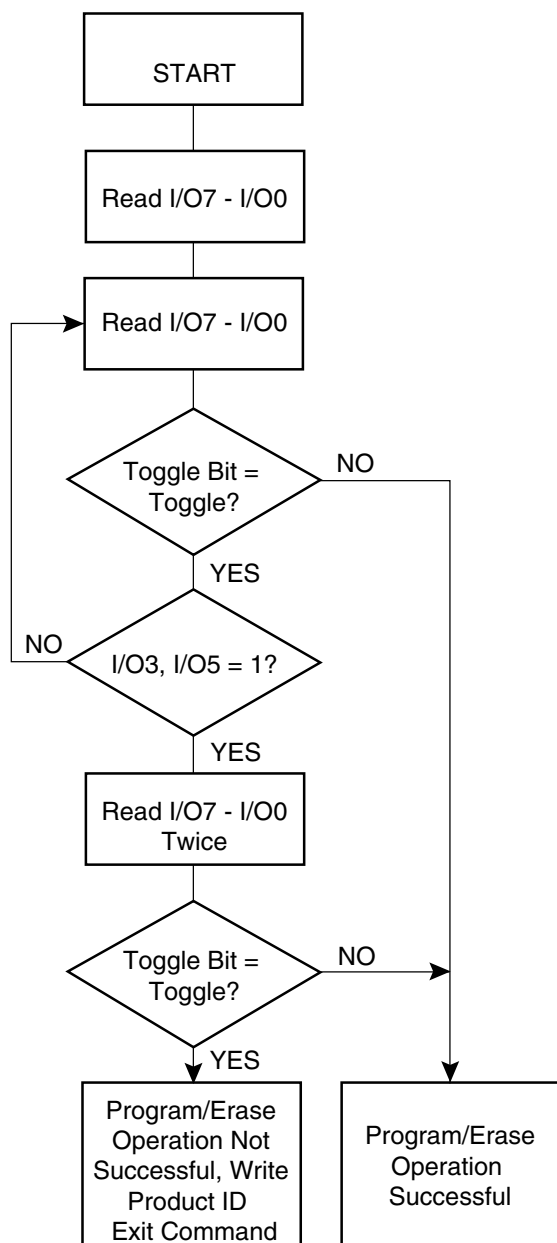 START
Read I/O7 - I/O0
Read I/O7 - I/O0
Toggle Bit =
Toggle?
NO
YES
NO
I/O3, I/O5 = 1?
YES
Read I/O7 - I/O0
Twice
Toggle Bit =
Toggle?
NO
YES
Program/Erase
Operation Not
Successful, Write
Product ID
Exit Command
Program/Erase
Operation
Successful